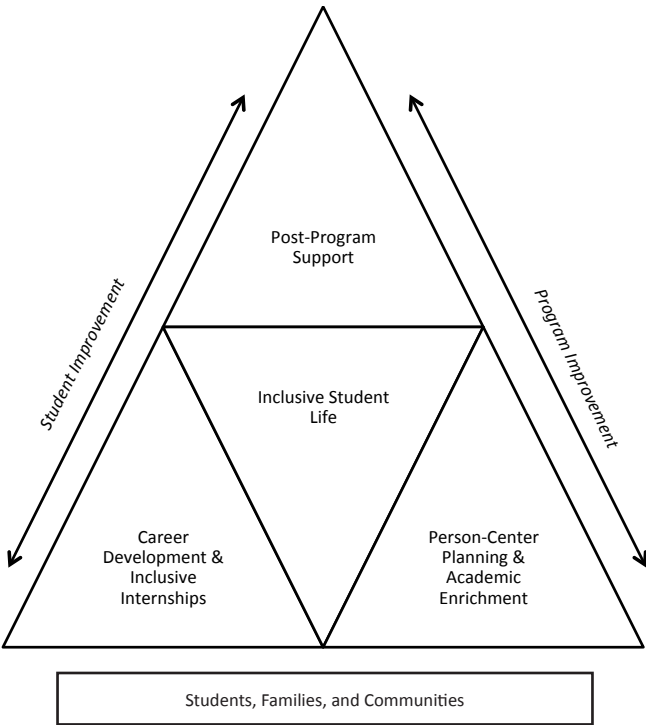 Post-Program
Support
Student Improvement
Program Improvement
Inclusive Student
Life
Career
Development &
Inclusive
Internships
Person-Center
Planning &
Academic
Enrichment
Students, Families, and Communities